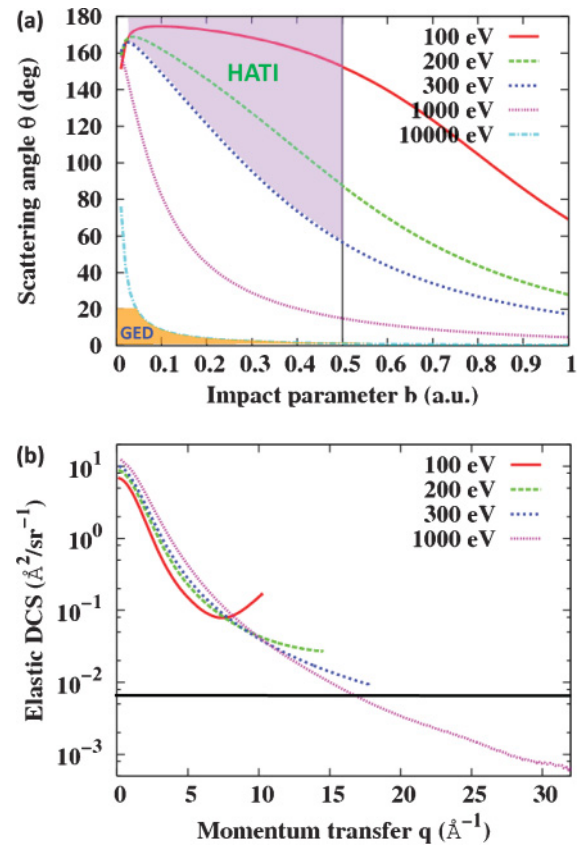 (a)
180
160
140
120
100
80
60
40
20
0
Scattering angle θ (deg)
HATI
GED
100 eV
200 eV
300 eV
1000 eV
10000 eV
0 0.1 0.2 0.3 0.4 0.5 0.6 0.7 0.8 0.9 1
Impact parameter b (a.u.)
(b)
10¹
10⁰
10⁻¹
10⁻²
10⁻³
Elastic DCS (Å²/sr⁻¹)
100 eV
200 eV
300 eV
1000 eV
0 5 10 15 20 25 30
Momentum transfer q (Å⁻¹)